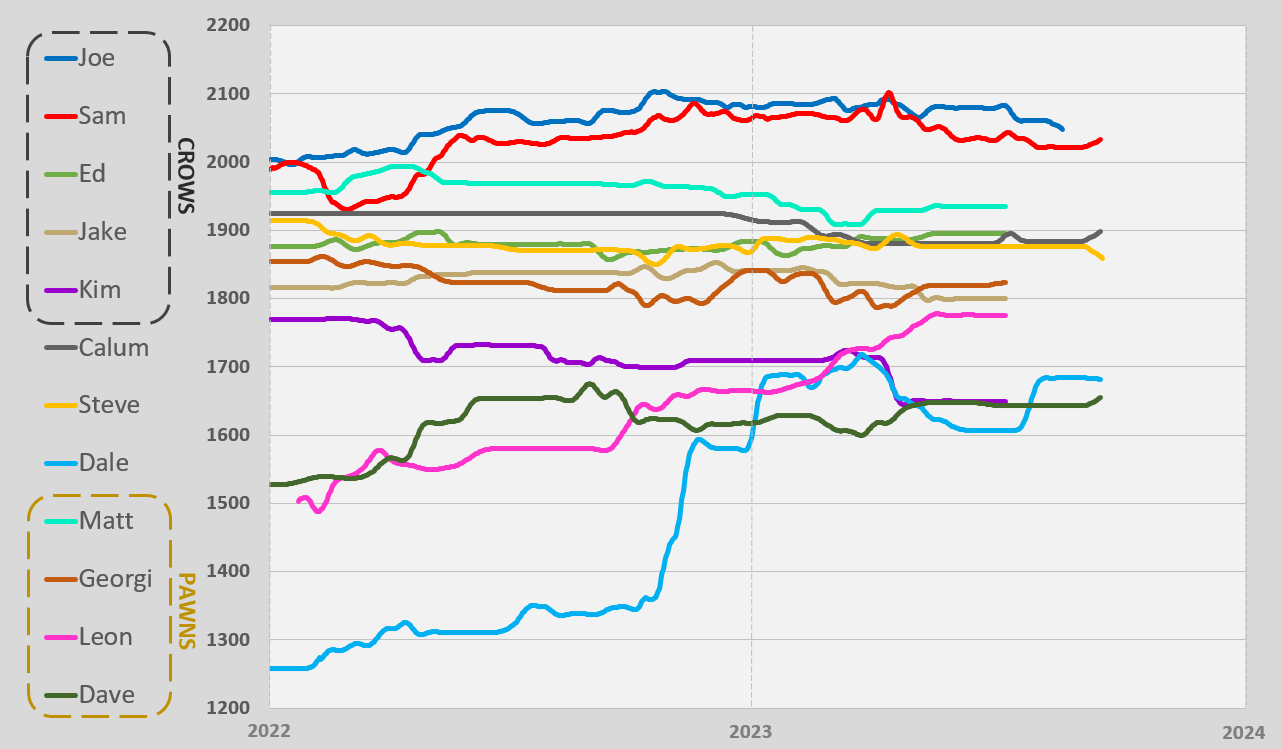 Joe
Sam
Ed
Jake
Kim
CROWS
Calum
Steve
Dale
Matt
Georgi
Leon
Dave
PAWNS
2200
2100
2000
1900
1800
1700
1600
1500
1400
1300
1200
2022
2023
2024